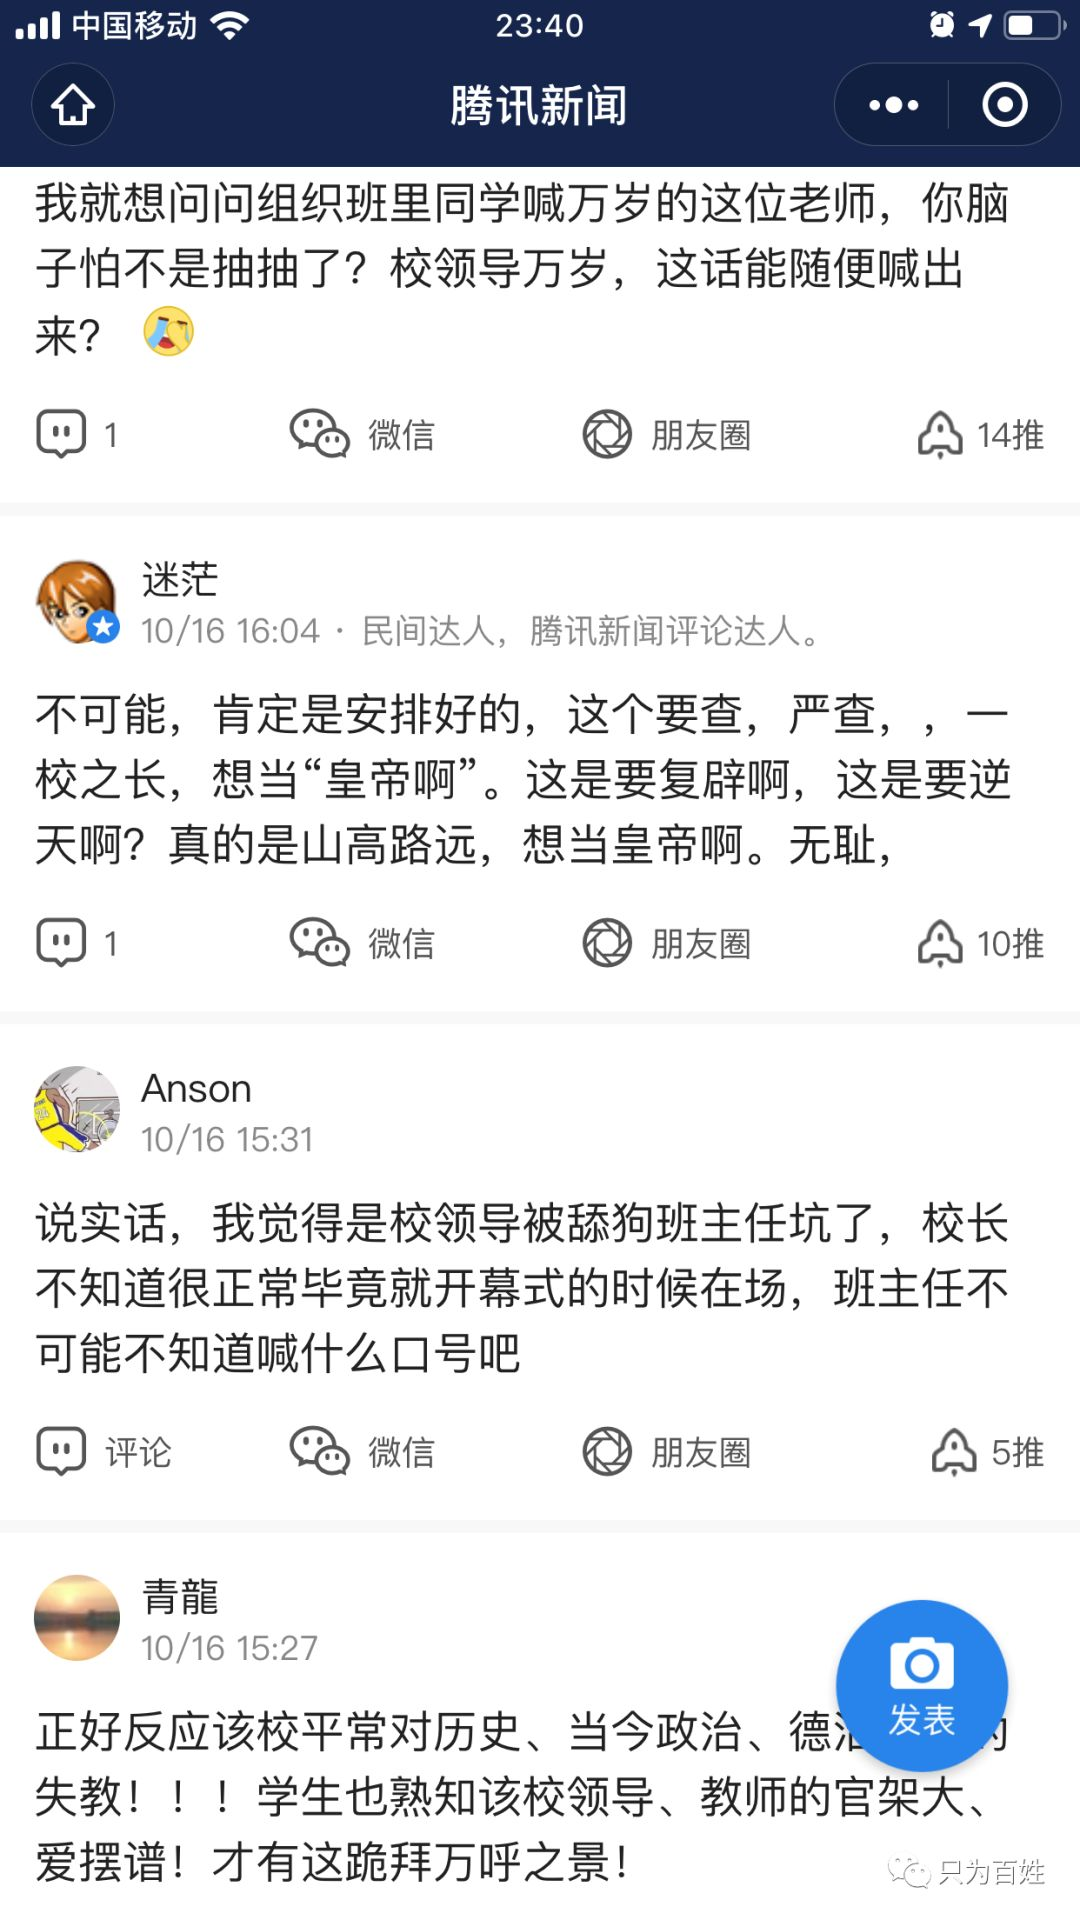 中国移动
23:40
腾讯新闻
我就想问问组织班里同学喊万岁的这位老师，你脑
子怕不是抽抽了？校领导万岁，这话能随便喊出
来？
1 微信 朋友圈 14推
迷茫
10/16 16:04 · 民间达人，腾讯新闻评论达人。
不可能，肯定是安排好的，这个要查，严查，，一
校之长，想当“皇帝啊”。这是要复辟啊，这是要逆
天啊？真的是山高路远，想当皇帝啊。无耻，
1 微信 朋友圈 10推
Anson
10/16 15:31
说实话，我觉得是校领导被舔狗班主任坑了，校长
不知道很正常毕竟就开幕式的时候在场，班主任不
可能不知道喊什么口号吧
评论 微信 朋友圈 5推
青龍
10/16 15:27
正好反应该校平常对历史、当今政治、德
发表
失教！！！学生也熟知该校领导、教师的官架大、
爱摆谱！才有这跪拜万呼之景！
只为百姓